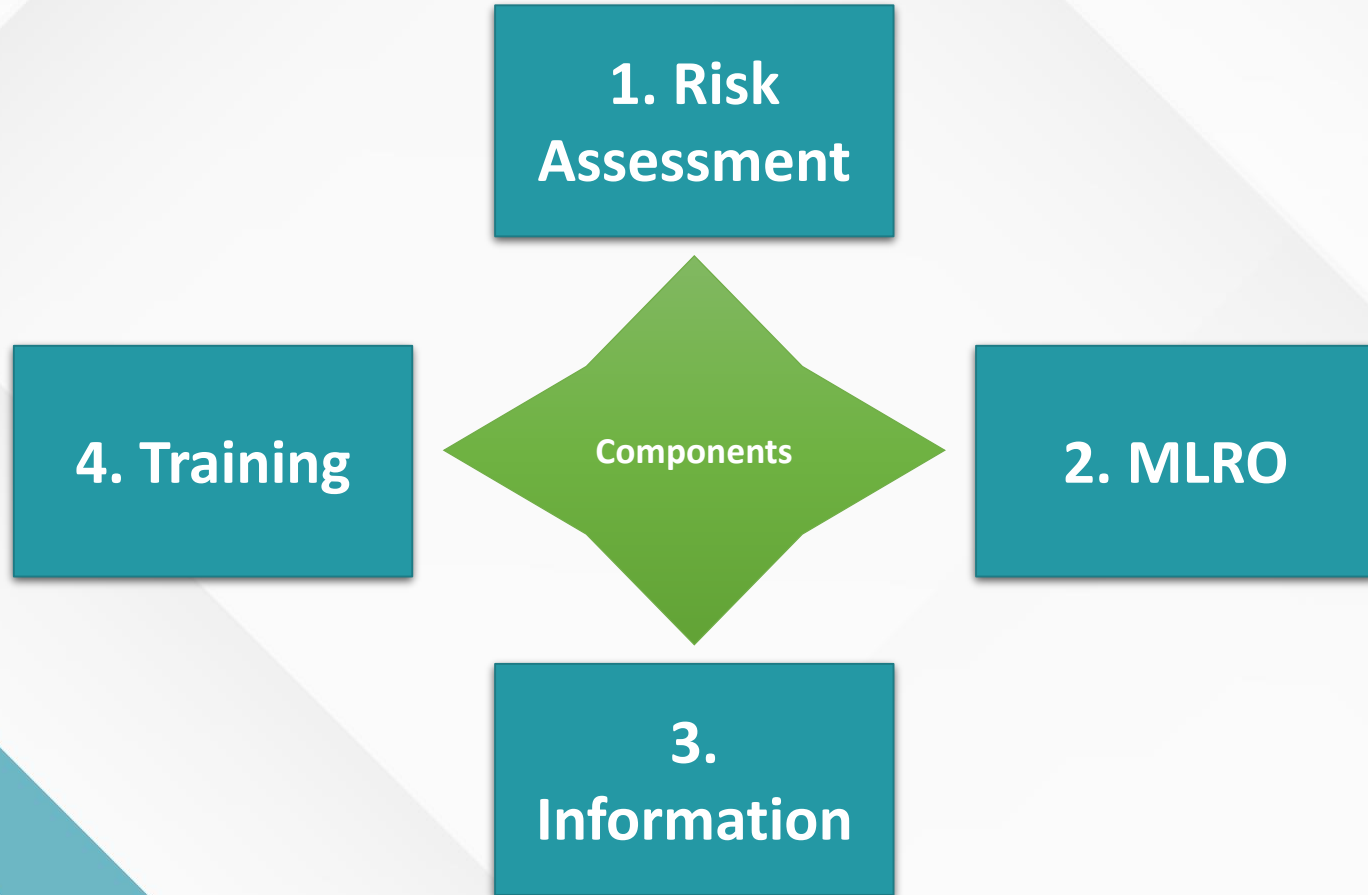 1. Risk
Assessment
4. Training
Components
2. MLRO
3.
Information